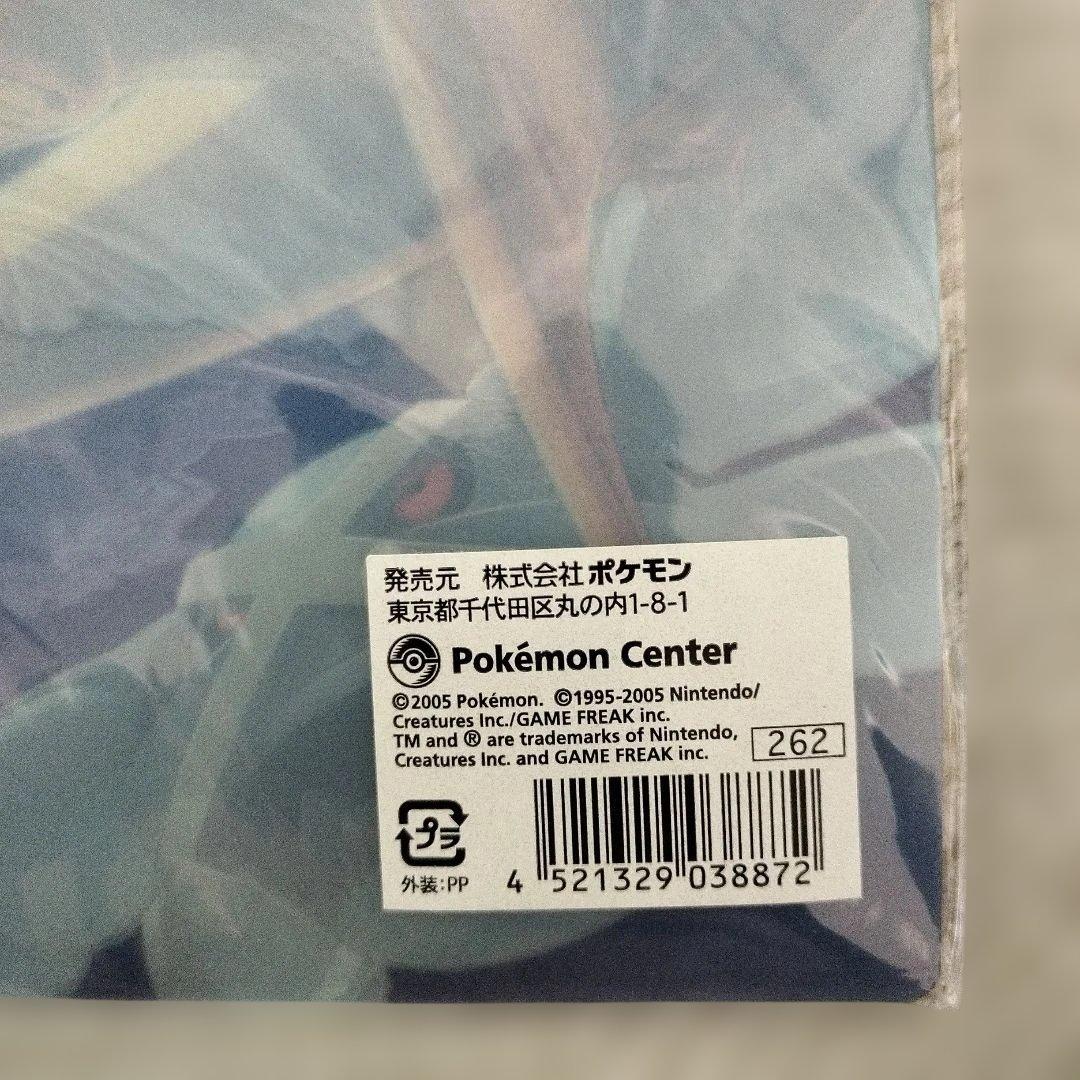 発売元 株式会社ポケモン
東京都千代田区丸の内1-8-1
Pokémon Center
©2005 Pokémon. ©1995-2005 Nintendo/
Creatures Inc./GAME FREAK inc.
TM and ® are trademarks of Nintendo,
Creatures Inc. and GAME FREAK inc.
262
プラ
外装:PP
4 521329 038872